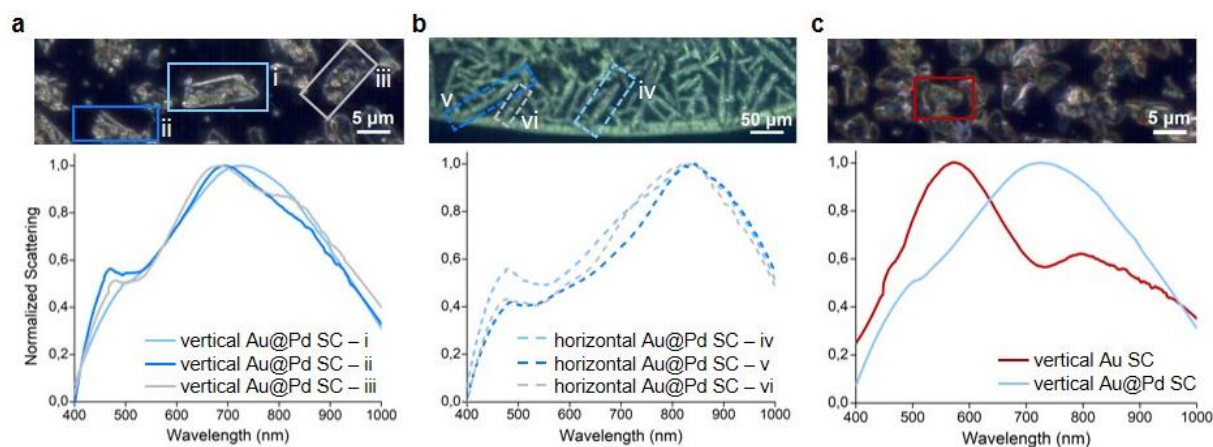 a
i
ii
iii
5 µm
Normalized Scattering
1,0
0,8
0,6
0,4
0,2
0,0
400 500 600 700 800 900 1000
Wavelength (nm)
vertical Au@Pd SC – i
vertical Au@Pd SC – ii
vertical Au@Pd SC – iii
b
v
vi
iv
50 µm
1,0
0,8
0,6
0,4
0,2
0,0
400 500 600 700 800 900 1000
Wavelength (nm)
horizontal Au@Pd SC – iv
horizontal Au@Pd SC – v
horizontal Au@Pd SC – vi
c
5 µm
1,0
0,8
0,6
0,4
0,2
0,0
400 500 600 700 800 900 1000
Wavelength (nm)
vertical Au SC
vertical Au@Pd SC